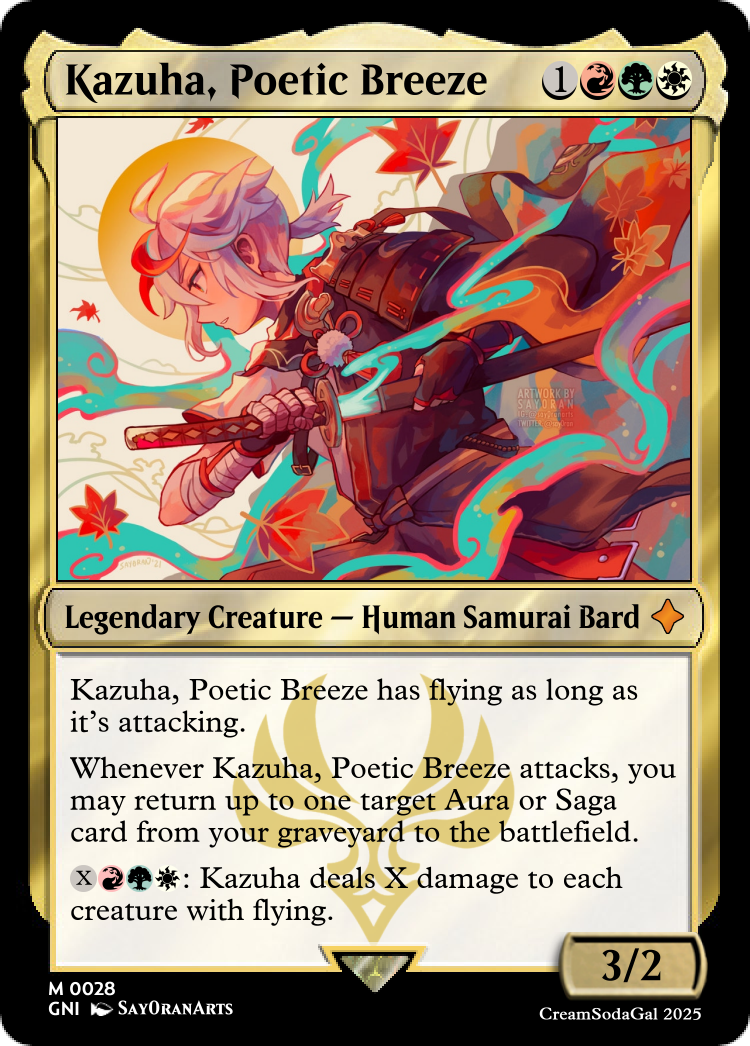 Kazuha, Poetic Breeze 1
ARTWORK BY
SAYORAN
Legendary Creature — Human Samurai Bard
Kazuha, Poetic Breeze has flying as long as
it's attacking.
Whenever Kazuha, Poetic Breeze attacks, you
may return up to one target Aura or Saga
card from your graveyard to the battlefield.
X: Kazuha deals X damage to each
creature with flying.
3/2
M 0028
GNI SayOranArts
CreamSodaGal 2025